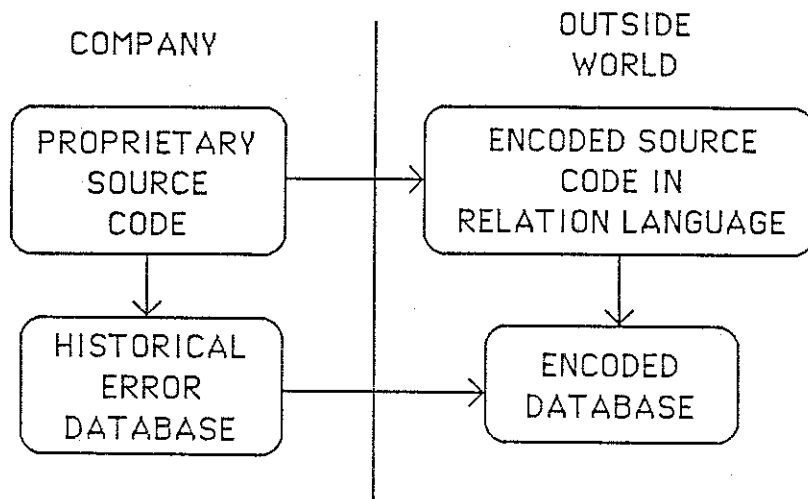 COMPANY
OUTSIDE
WORLD
PROPRIETARY
SOURCE
CODE
ENCODED SOURCE
CODE IN
RELATION LANGUAGE
HISTORICAL
ERROR
DATABASE
ENCODED
DATABASE